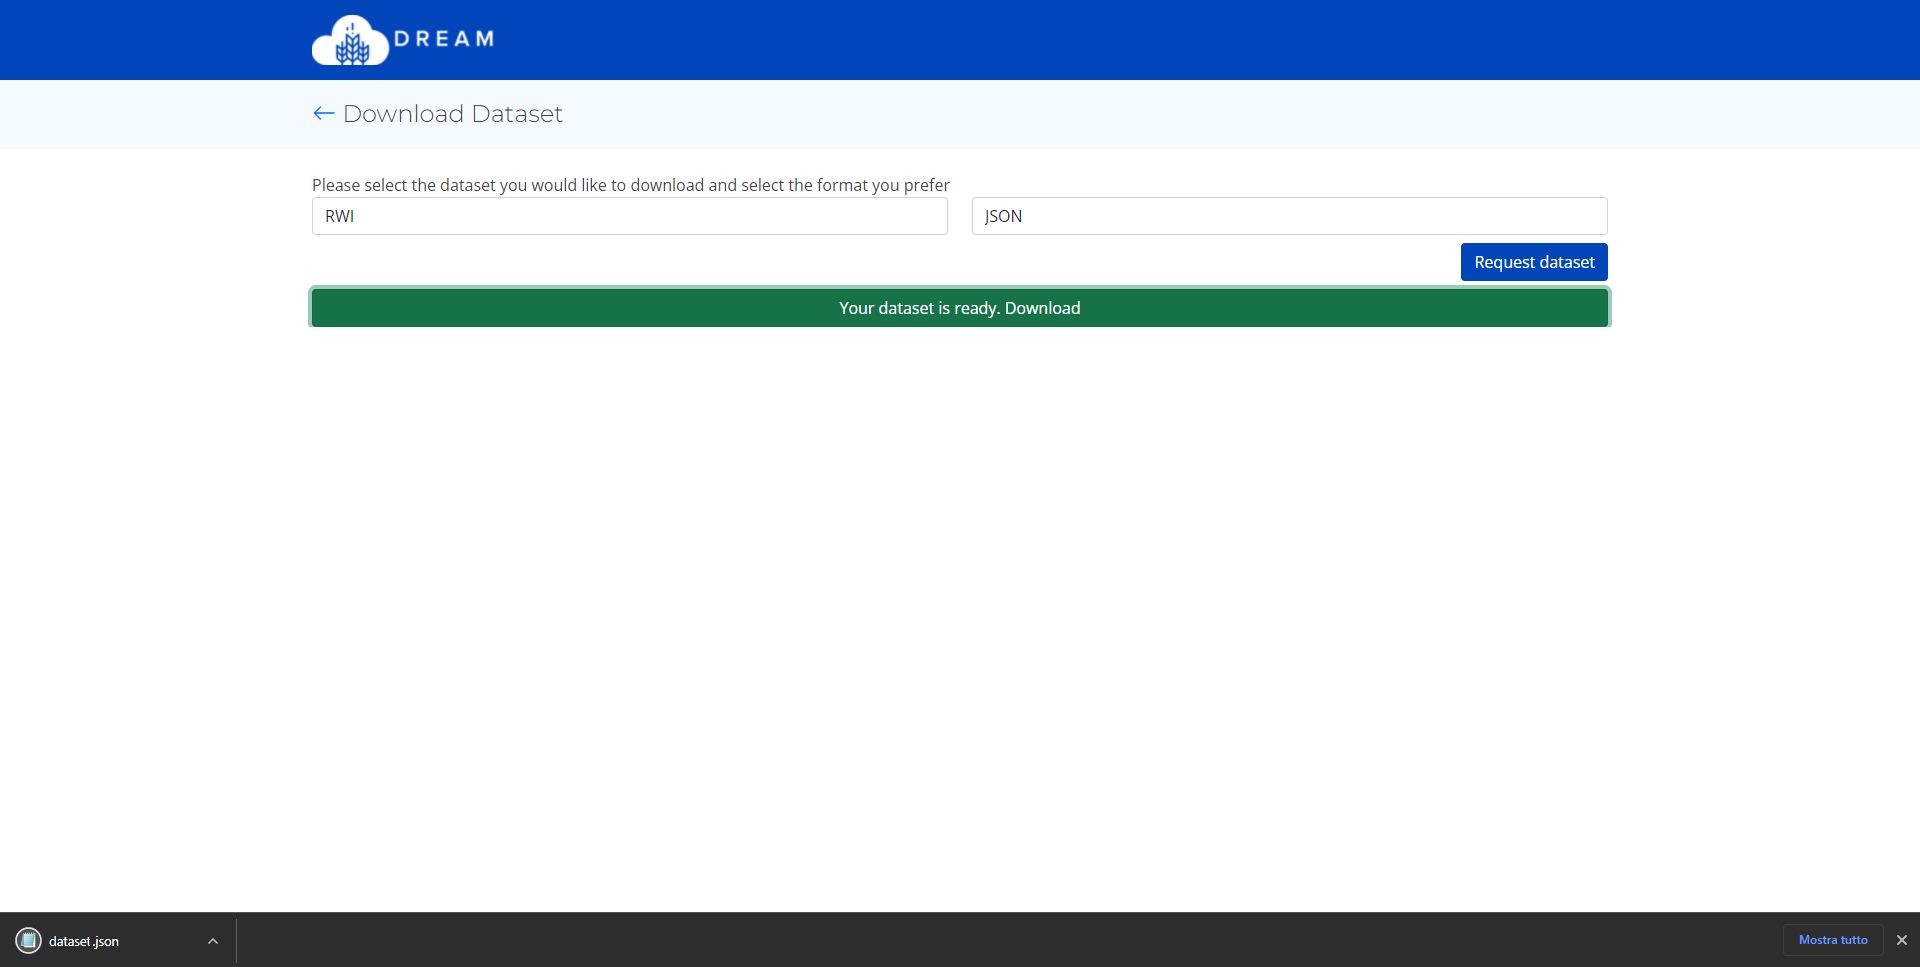 DREAM
Download Dataset
Please select the dataset you would like to download and select the format you prefer
RWI
JSON
Request dataset
Your dataset is ready. Download
dataset.json
Mostra tutto